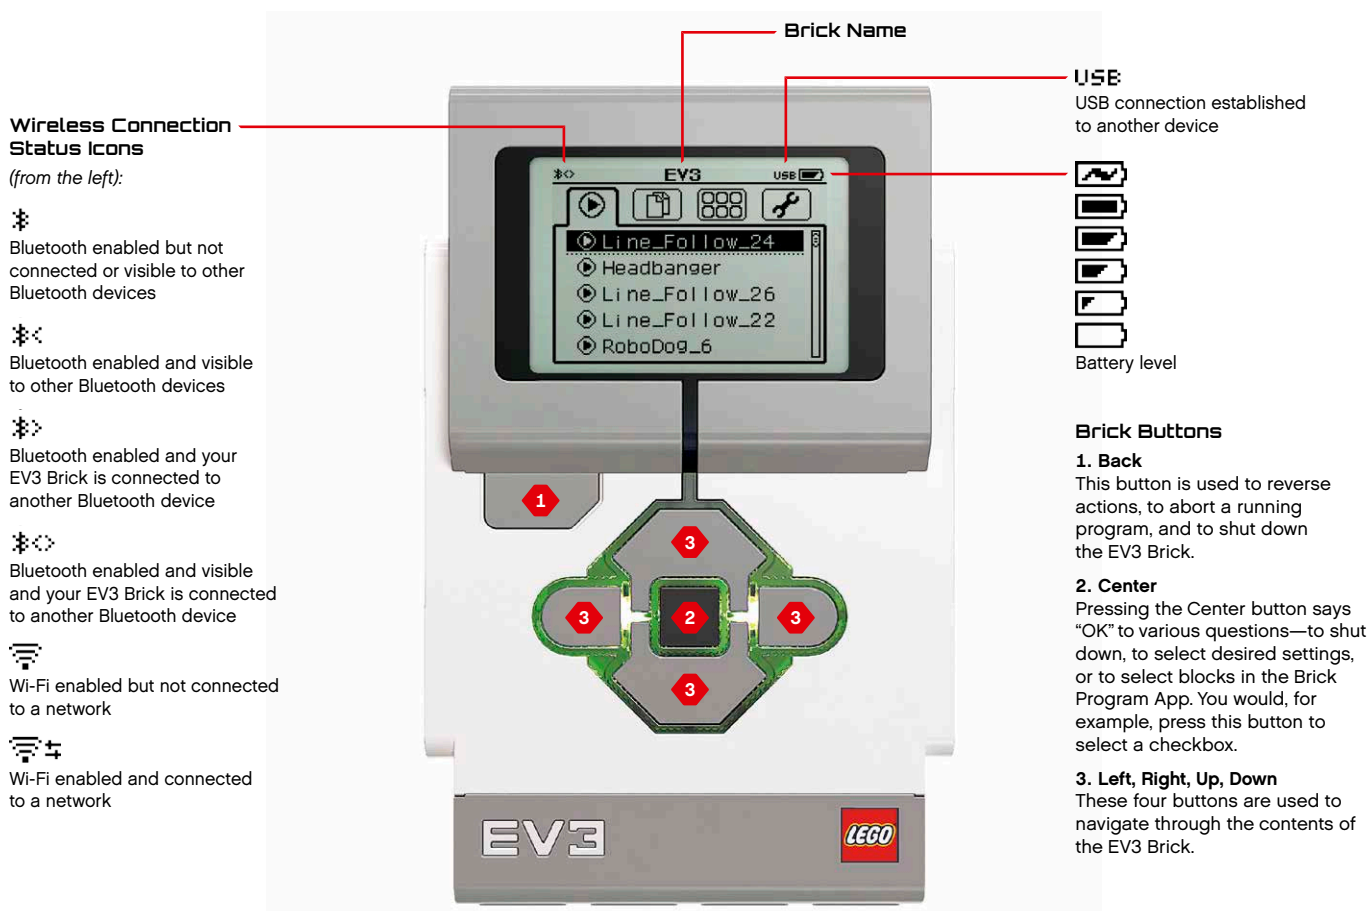 Brick Name
Wireless Connection
Status Icons
(from the left):
Bluetooth enabled but not
connected or visible to other
Bluetooth devices
Bluetooth enabled and visible
to other Bluetooth devices
Bluetooth enabled and your
EV3 Brick is connected to
another Bluetooth device
Bluetooth enabled and visible
and your EV3 Brick is connected
to another Bluetooth device
Wi-Fi enabled but not connected
to a network
Wi-Fi enabled and connected
to a network
EV3
USB
Line_Follow_24
Headbanger
Line_Follow_26
Line_Follow_22
RoboDog_6
1
3
3
2
3
3
EV3
LEGO
USB
USB connection established
to another device
Battery level
Brick Buttons
1. Back
This button is used to reverse
actions, to abort a running
program, and to shut down
the EV3 Brick.
2. Center
Pressing the Center button says
“OK” to various questions—to shut
down, to select desired settings,
or to select blocks in the Brick
Program App. You would, for
example, press this button to
select a checkbox.
3. Left, Right, Up, Down
These four buttons are used to
navigate through the contents of
the EV3 Brick.